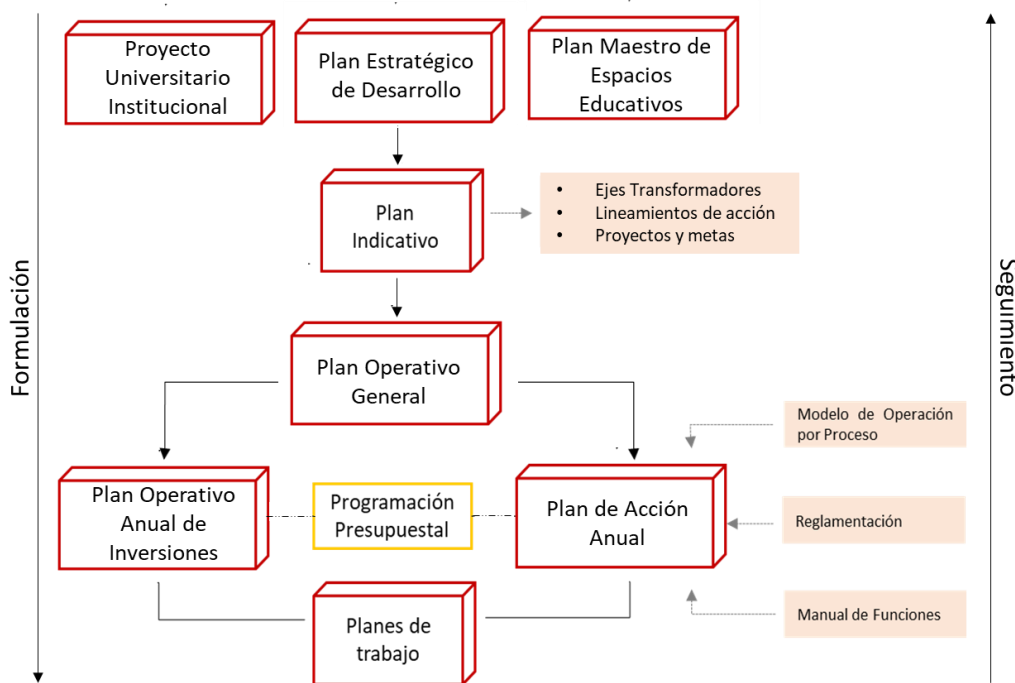 Proyecto
Universitario
Institucional
Plan Estratégico
de Desarrollo
Plan Maestro de
Espacios
Educativos
Plan
Indicativo
• Ejes Transformadores
• Lineamientos de acción
• Proyectos y metas
Formulación
Seguimiento
Plan Operativo
General
Modelo de Operación
por Proceso
Plan Operativo
Anual de
Inversiones
Programación
Presupuestal
Plan de Acción
Anual
Reglamentación
Planes de
trabajo
Manual de Funciones